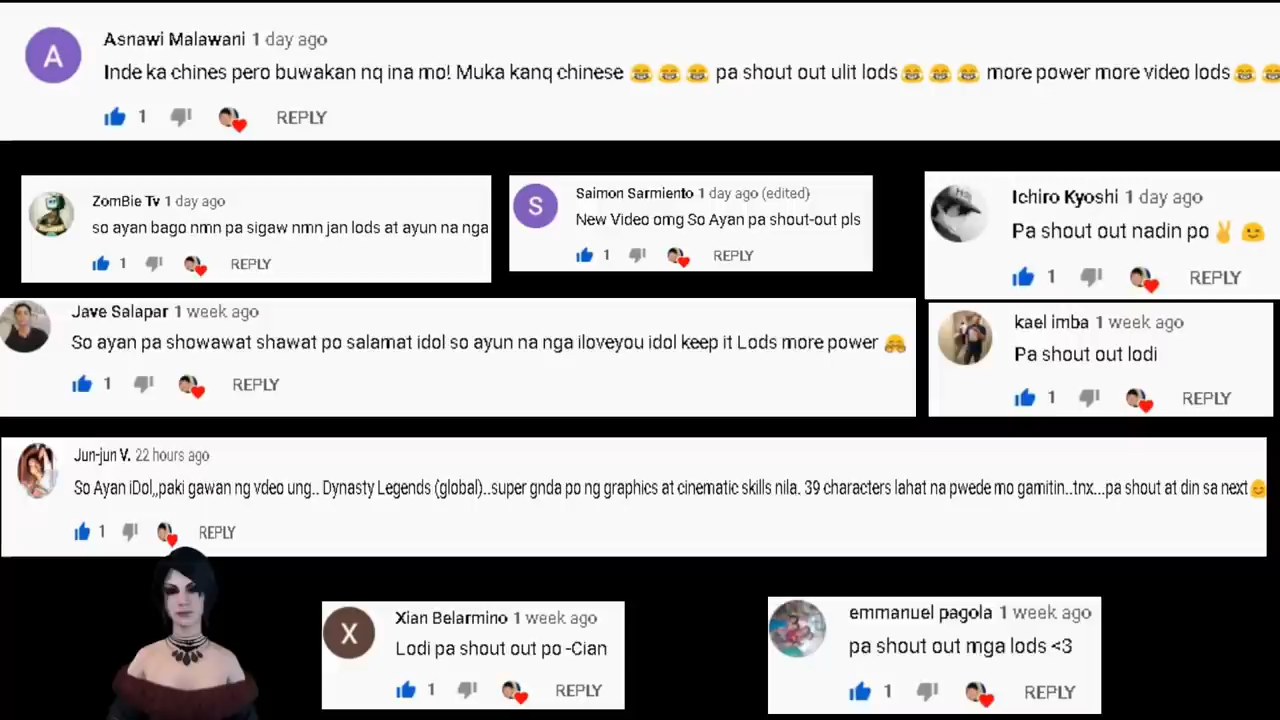 Asnawi Malawani 1 day ago
Inde ka chines pero buwakan nq ina mo! Muka kanq chinese 😂 😂 😂 pa shout out ulit lods😂 😂 😂 more power more video lods😂 😂
1 REPLY
ZomBie Tv 1 day ago
so ayan bago nmn pa sigaw nmn jan lods at ayun na nga
1 REPLY
Saimon Sarmiento 1 day ago (edited)
New Video omg So Ayan pa shout-out pls
1 REPLY
Ichiro Kyoshi 1 day ago
Pa shout out nadin po✌️ 😉
1 REPLY
Jave Salapar 1 week ago
So ayan pa showawat shawat po salamat idol so ayun na nga iloveyou idol keep it Lods more power 🤗
1 REPLY
kael imba 1 week ago
Pa shout out lodi
1 REPLY
Jun-jun V. 22 hours ago
So Ayan iDol,,paki gawan ng vdeo ung.. Dynasty Legends (global)..super gnda po ng graphics at cinematic skills nila. 39 characters lahat na pwede mo gamitin..tnx...pa shout at din sa next😊
1 REPLY
A
S
X
Xian Belarmino 1 week ago
Lodi pa shout out po -Cian
1 REPLY
emmanuel pagola 1 week ago
pa shout out mga lods <3
1 REPLY